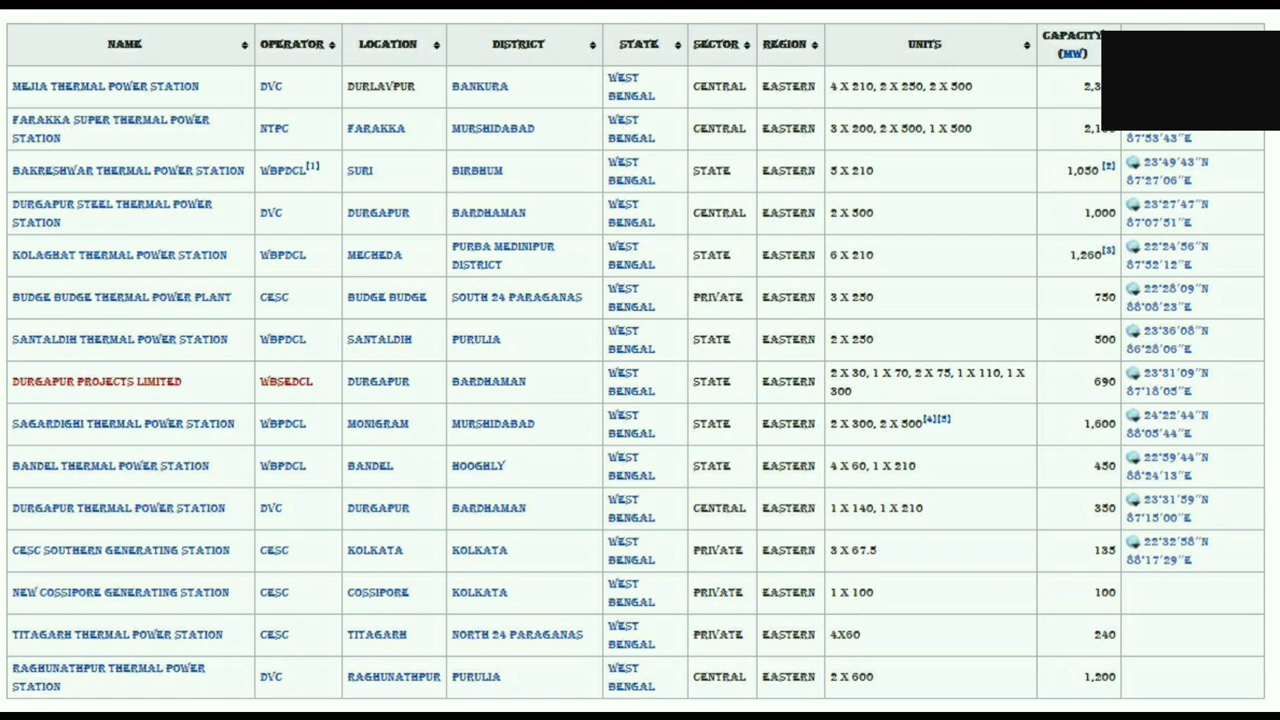 NAME OPERATOR LOCATION DISTRICT STATE SECTOR REGION UNITS CAPACITY (MW)
MEJIA THERMAL POWER STATION DVC DURLAVPUR BANKURA WEST BENGAL CENTRAL EASTERN 4 X 210, 2 X 250, 2 X 500
FARAKKA SUPER THERMAL POWER STATION NTPC FARAKKA MURSHIDABAD WEST BENGAL CENTRAL EASTERN 3 X 200, 2 X 500, 1 X 500 87°53′43″E
BAKRESHWAR THERMAL POWER STATION WBPDCL[1] SURI BIRBHUM WEST BENGAL STATE EASTERN 5 X 210 1,050 [2] 23°49′43″N 87°27′06″E
DURGAPUR STEEL THERMAL POWER STATION DVC DURGAPUR BARDHAMAN WEST BENGAL CENTRAL EASTERN 2 X 500 1,000 23°27′47″N 87°07′51″E
KOLAGHAT THERMAL POWER STATION WBPDCL MECHEDA PURBA MEDINIPUR DISTRICT WEST BENGAL STATE EASTERN 6 X 210 1,260[3] 22°24′56″N 87°52′12″E
BUDGE BUDGE THERMAL POWER PLANT CESC BUDGE BUDGE SOUTH 24 PARAGANAS WEST BENGAL PRIVATE EASTERN 3 X 250 750 22°28′09″N 88°08′23″E
SANTALDIH THERMAL POWER STATION WBPDCL SANTALDIH PURULIA WEST BENGAL STATE EASTERN 2 X 250 500 23°36′08″N 86°28′06″E
DURGAPUR PROJECTS LIMITED WBSEDCL DURGAPUR BARDHAMAN WEST BENGAL STATE EASTERN 2 X 30, 1 X 70, 2 X 75, 1 X 110, 1 X 300 690 23°31′09″N 87°18′05″E
SAGARDIGHI THERMAL POWER STATION WBPDCL MONIGRAM MURSHIDABAD WEST BENGAL STATE EASTERN 2 X 300, 2 X 500[4][5] 1,600 24°22′44″N 88°05′44″E
BANDEL THERMAL POWER STATION WBPDCL BANDEL HOOGHLY WEST BENGAL STATE EASTERN 4 X 60, 1 X 210 450 22°59′44″N 88°24′13″E
DURGAPUR THERMAL POWER STATION DVC DURGAPUR BARDHAMAN WEST BENGAL CENTRAL EASTERN 1 X 140, 1 X 210 350 23°31′59″N 87°15′00″E
CESC SOUTHERN GENERATING STATION CESC KOLKATA KOLKATA WEST BENGAL PRIVATE EASTERN 3 X 67.5 135 22°32′58″N 88°17′29″E
NEW COSSIPORE GENERATING STATION CESC COSSIPORE KOLKATA WEST BENGAL PRIVATE EASTERN 1 X 100 100
TITAGARH THERMAL POWER STATION CESC TITAGARH NORTH 24 PARAGANAS WEST BENGAL PRIVATE EASTERN 4X60 240
RAGHUNATHPUR THERMAL POWER STATION DVC RAGHUNATHPUR PURULIA WEST BENGAL CENTRAL EASTERN 2 X 600 1,200